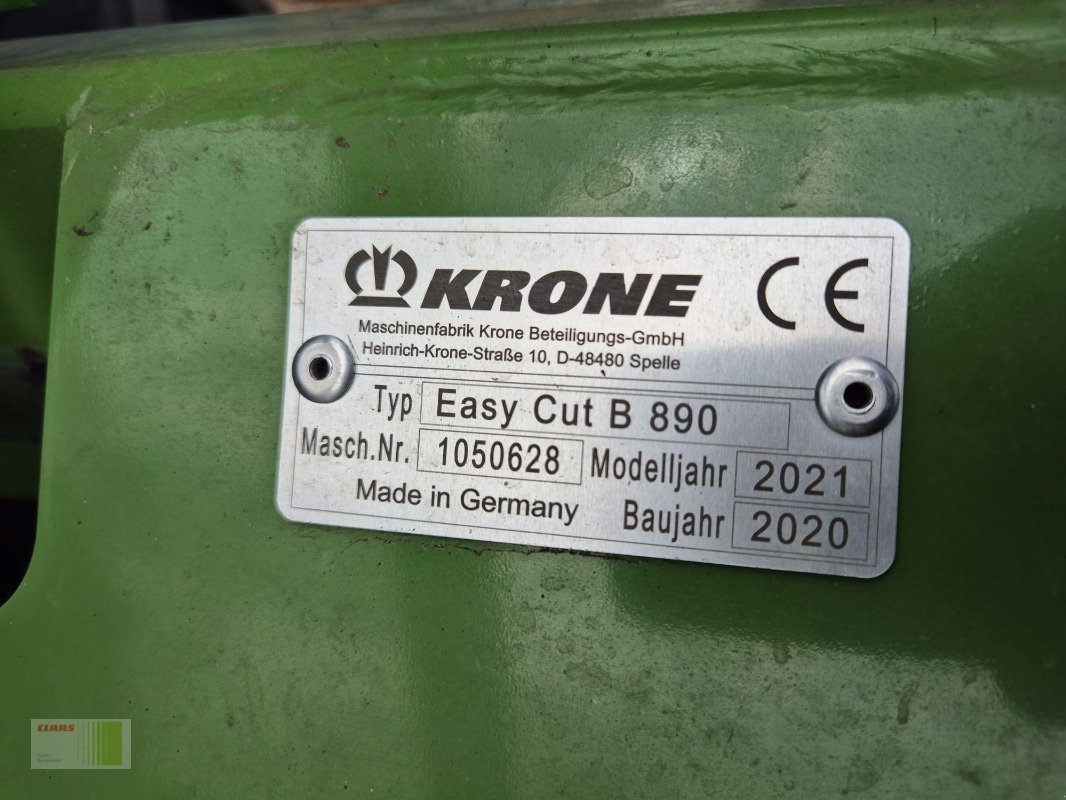 KRONE
CE
Maschinenfabrik Krone Beteiligungs-GmbH
Heinrich-Krone-Straße 10, D-48480 Spelle
Typ Easy Cut B 890
Masch.Nr. 1050628 Modelljahr 2021
Made in Germany Baujahr 2020
CLAAS